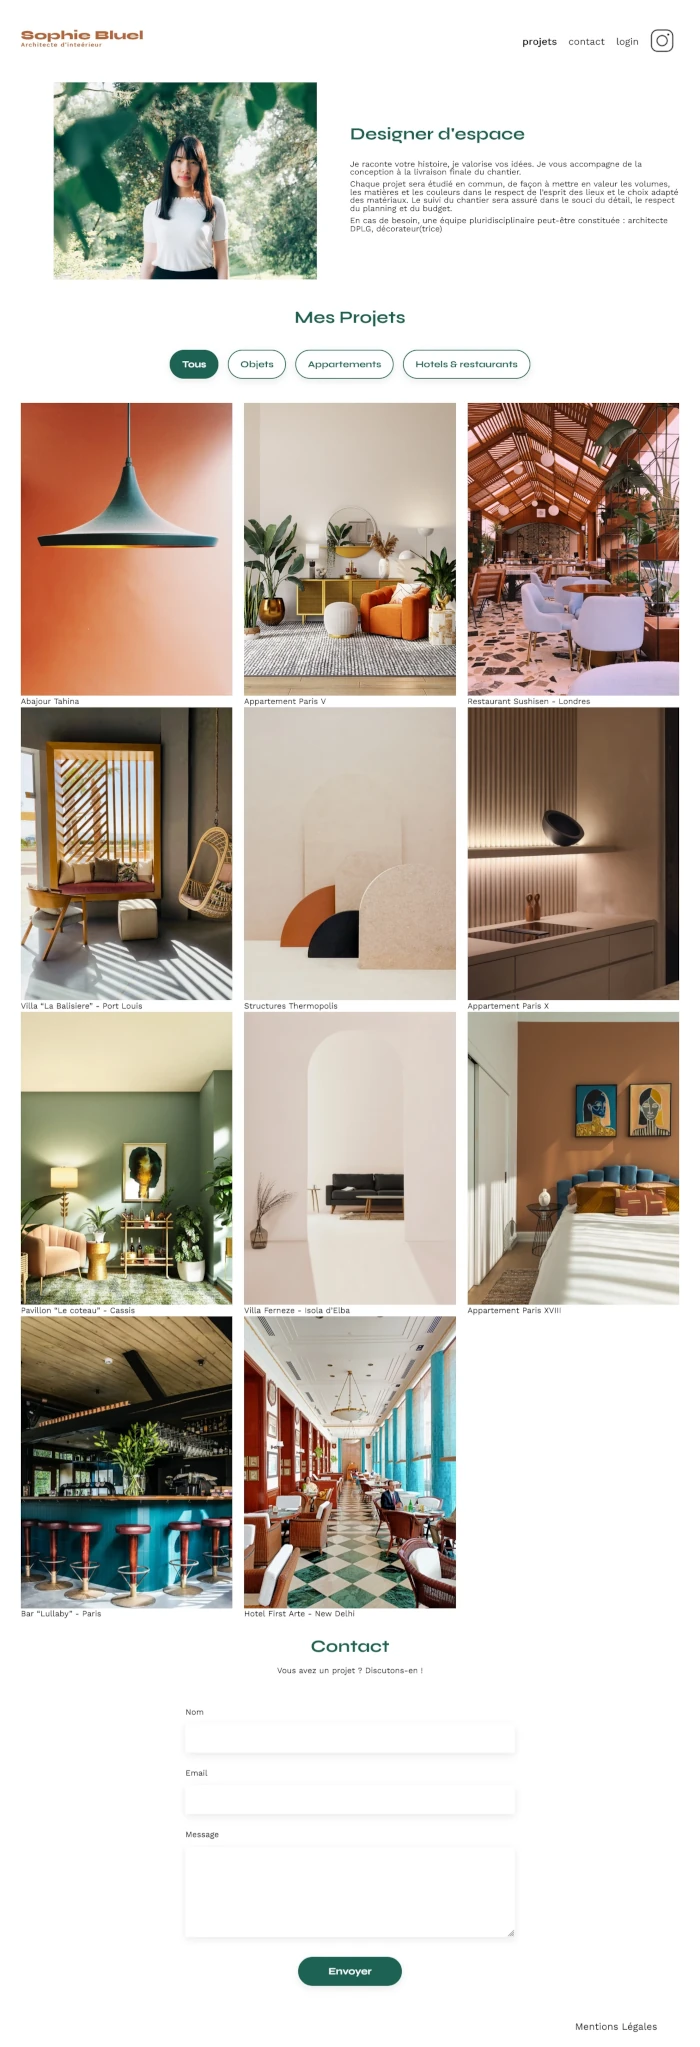 Sophie Bluel
Architecte d'inteérieur
projets contact login
Designer d'espace
Je raconte votre histoire, je valorise vos idées. Je vous accompagne de la
conception à la livraison finale du chantier.
Chaque projet sera étudié en commun, de façon à mettre en valeur les volumes,
les matières et les couleurs dans le respect de l'esprit des lieux et le choix adapté
des matériaux. Le suivi du chantier sera assuré dans le souci du détail, le respect
du planning et du budget.
En cas de besoin, une équipe pluridisciplinaire peut-être constituée : architecte
DPLG, décorateur(trice)
Mes Projets
Tous Objets Appartements Hotels & restaurants
Abajour Tahina
Appartement Paris V
Restaurant Sushisen - Londres
Villa “La Balisiere” - Port Louis
Structures Thermopolis
Appartement Paris X
Pavillon “Le coteau” - Cassis
Villa Ferneze - Isola d'Elba
Appartement Paris XVIII
Bar “Lullaby” - Paris
Hotel First Arte - New Delhi
Contact
Vous avez un projet ? Discutons-en !
Nom
Email
Message
Envoyer
Mentions Légales